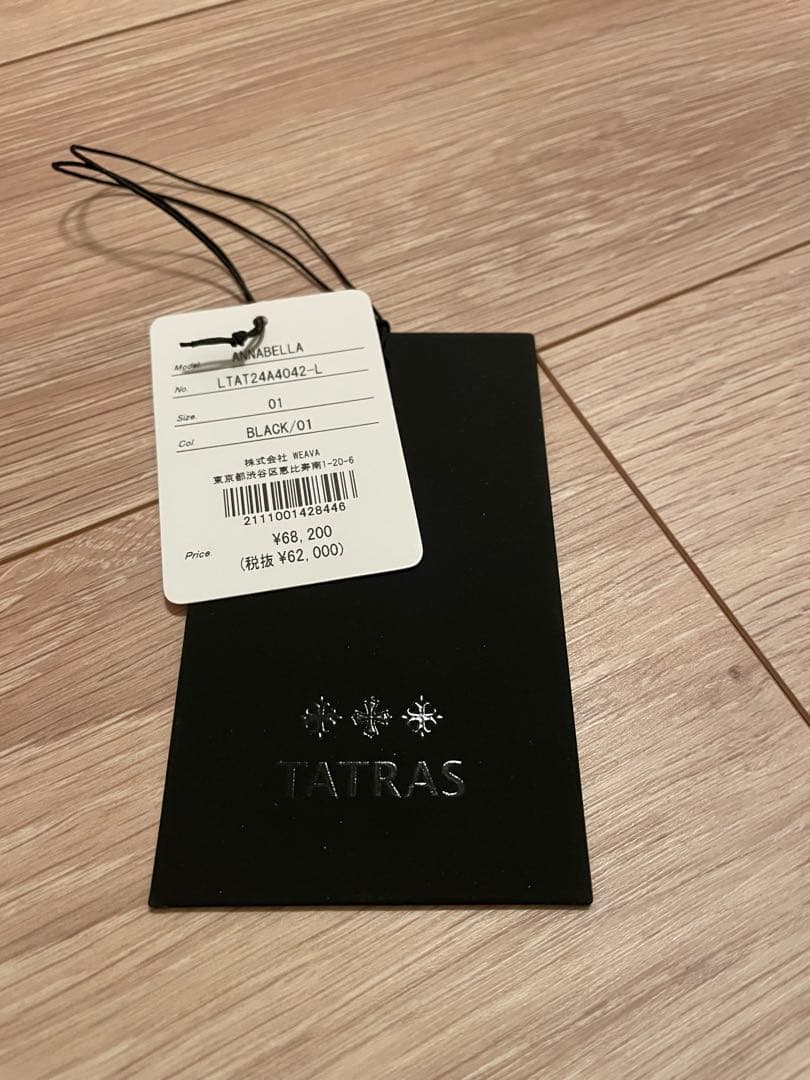 Model. ANNABELLA
No. LTAT24A4042-L
Size. 01
Col BLACK/01
株式会社 WEAVA
東京都渋谷区恵比寿南1-20-6
2111001428446
¥68,200
Price. (税抜 ¥62,000)
TATRAS